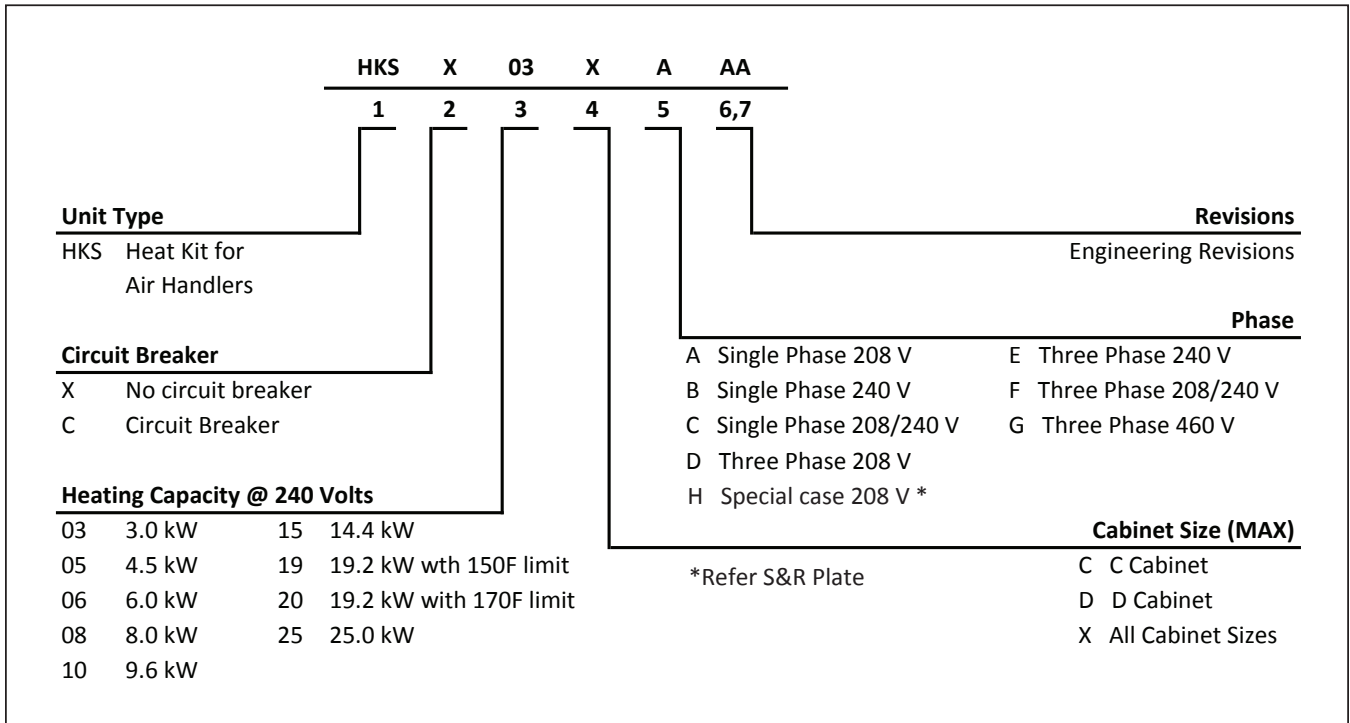 HKS X 03 X A AA
1 2 3 4 5 6,7
Unit Type
HKS Heat Kit for
Air Handlers
Circuit Breaker
X No circuit breaker
C Circuit Breaker
Heating Capacity @ 240 Volts
03 3.0 kW 15 14.4 kW
05 4.5 kW 19 19.2 kW wth 150F limit
06 6.0 kW 20 19.2 kW with 170F limit
08 8.0 kW 25 25.0 kW
10 9.6 kW
Revisions
Engineering Revisions
Phase
A Single Phase 208 V E Three Phase 240 V
B Single Phase 240 V F Three Phase 208/240 V
C Single Phase 208/240 V G Three Phase 460 V
D Three Phase 208 V
H Special case 208 V *
*Refer S&R Plate
Cabinet Size (MAX)
C C Cabinet
D D Cabinet
X All Cabinet Sizes